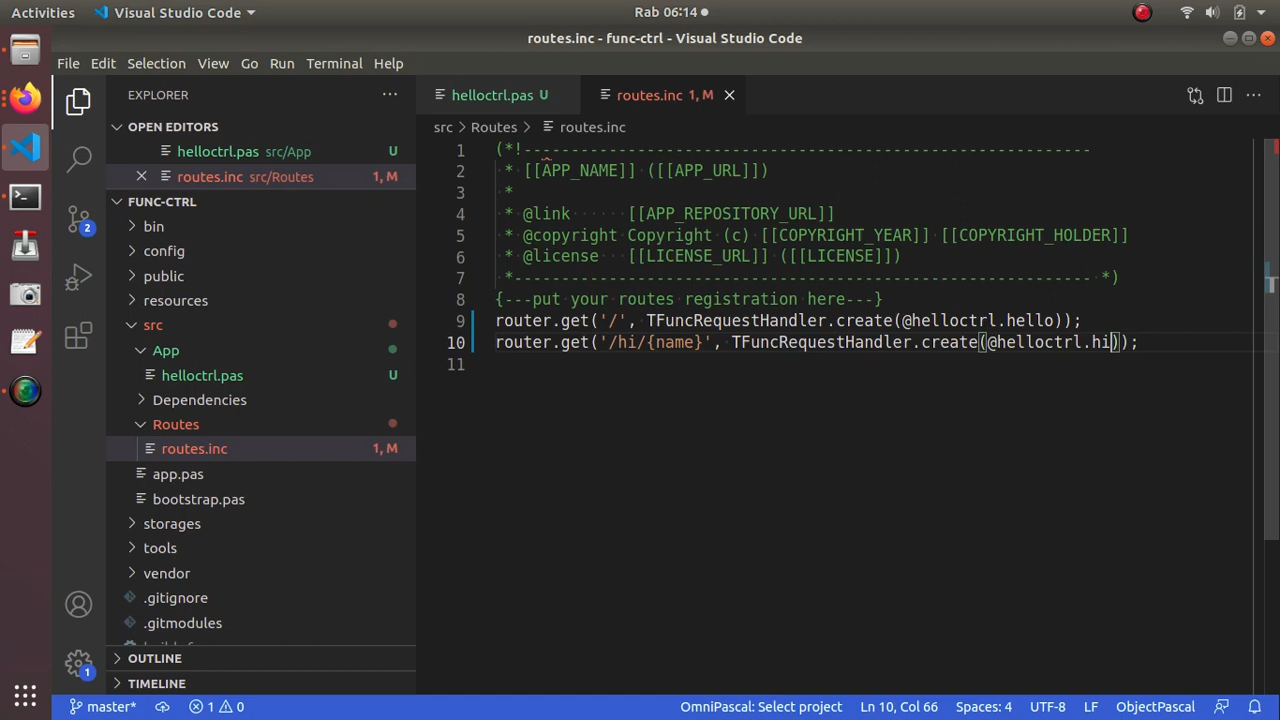 Activities Visual Studio Code Rab 06:14
routes.inc - func-ctrl - Visual Studio Code
File Edit Selection View Go Run Terminal Help
EXPLORER
OPEN EDITORS
helloctrl.pas src/App U
routes.inc src/Routes 1, M
FUNC-CTRL
bin
config
public
resources
src
App
helloctrl.pas U
Dependencies
Routes
routes.inc 1, M
app.pas
bootstrap.pas
storages
tools
vendor
.gitignore
.gitmodules
OUTLINE
TIMELINE
2
1
helloctrl.pas U routes.inc 1, M
src > Routes > routes.inc
1 (*!------------------------------------------------------------
2 * [[APP_NAME]] ([[APP_URL]])
3 *
4 * @link······[[APP_REPOSITORY_URL]]
5 * @copyright Copyright (c) [[COPYRIGHT_YEAR]] [[COPYRIGHT_HOLDER]]
6 * @license···[[LICENSE_URL]] ([[LICENSE]])
7 *------------------------------------------------------------- *)
8 {---put your routes registration here---}
9 router.get('/', TFuncRequestHandler.create(@helloctrl.hello));
10 router.get('/hi/{name}', TFuncRequestHandler.create(@helloctrl.hi));
11
master* 1 0 OmniPascal: Select project Ln 10, Col 66 Spaces: 4 UTF-8 LF ObjectPascal